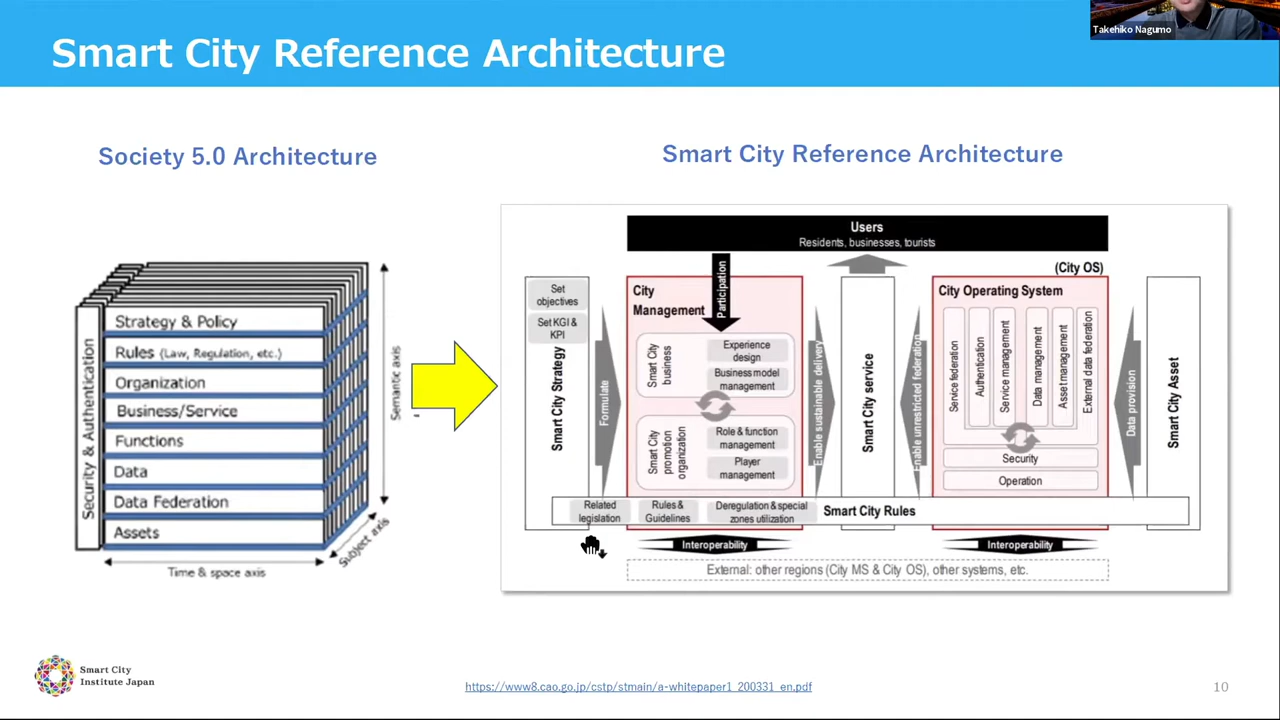 Smart City Reference Architecture
Takehiko Nagumo
Society 5.0 Architecture
Security & Authentication
Strategy & Policy
Rules (Law, Regulation, etc.)
Organization
Business/Service
Functions
Data
Data Federation
Assets
Semantic axis
Subject axis
Time & space axis
Smart City Reference Architecture
Users
Residents, businesses, tourists
(City OS)
Set
objectives
Set KGI &
KPI
Smart City Strategy
Formulate
City
Management
Participation
Smart City
business
Experience
design
Business model
management
Smart City
promotion
organization
Role & function
management
Player
management
Enable sustainable delivery
Smart City service
Enable unrestricted federation
City Operating System
Service federation
Authentication
Service management
Data management
Asset management
External data federation
Security
Operation
Data provision
Smart City Asset
Related
legislation
Rules &
Guidelines
Deregulation & special
zones utilization
Smart City Rules
Interoperability
Interoperability
External: other regions (City MS & City OS), other systems, etc.
Smart City
Institute Japan
https://www8.cao.go.jp/cstp/stmain/a-whitepaper1_200331_en.pdf
10